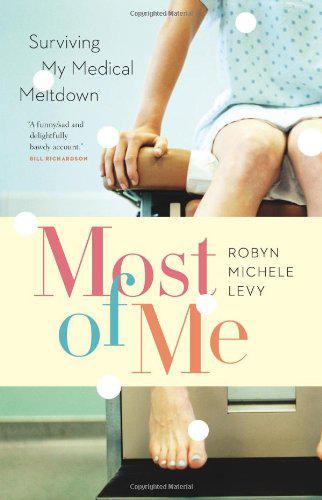 Surviving
My Medical
Meltdown
"A funny/sad and
delightfully
bawdy account."
BILL RICHARDSON
Most
of Me
ROBYN
MICHELE
LEVY